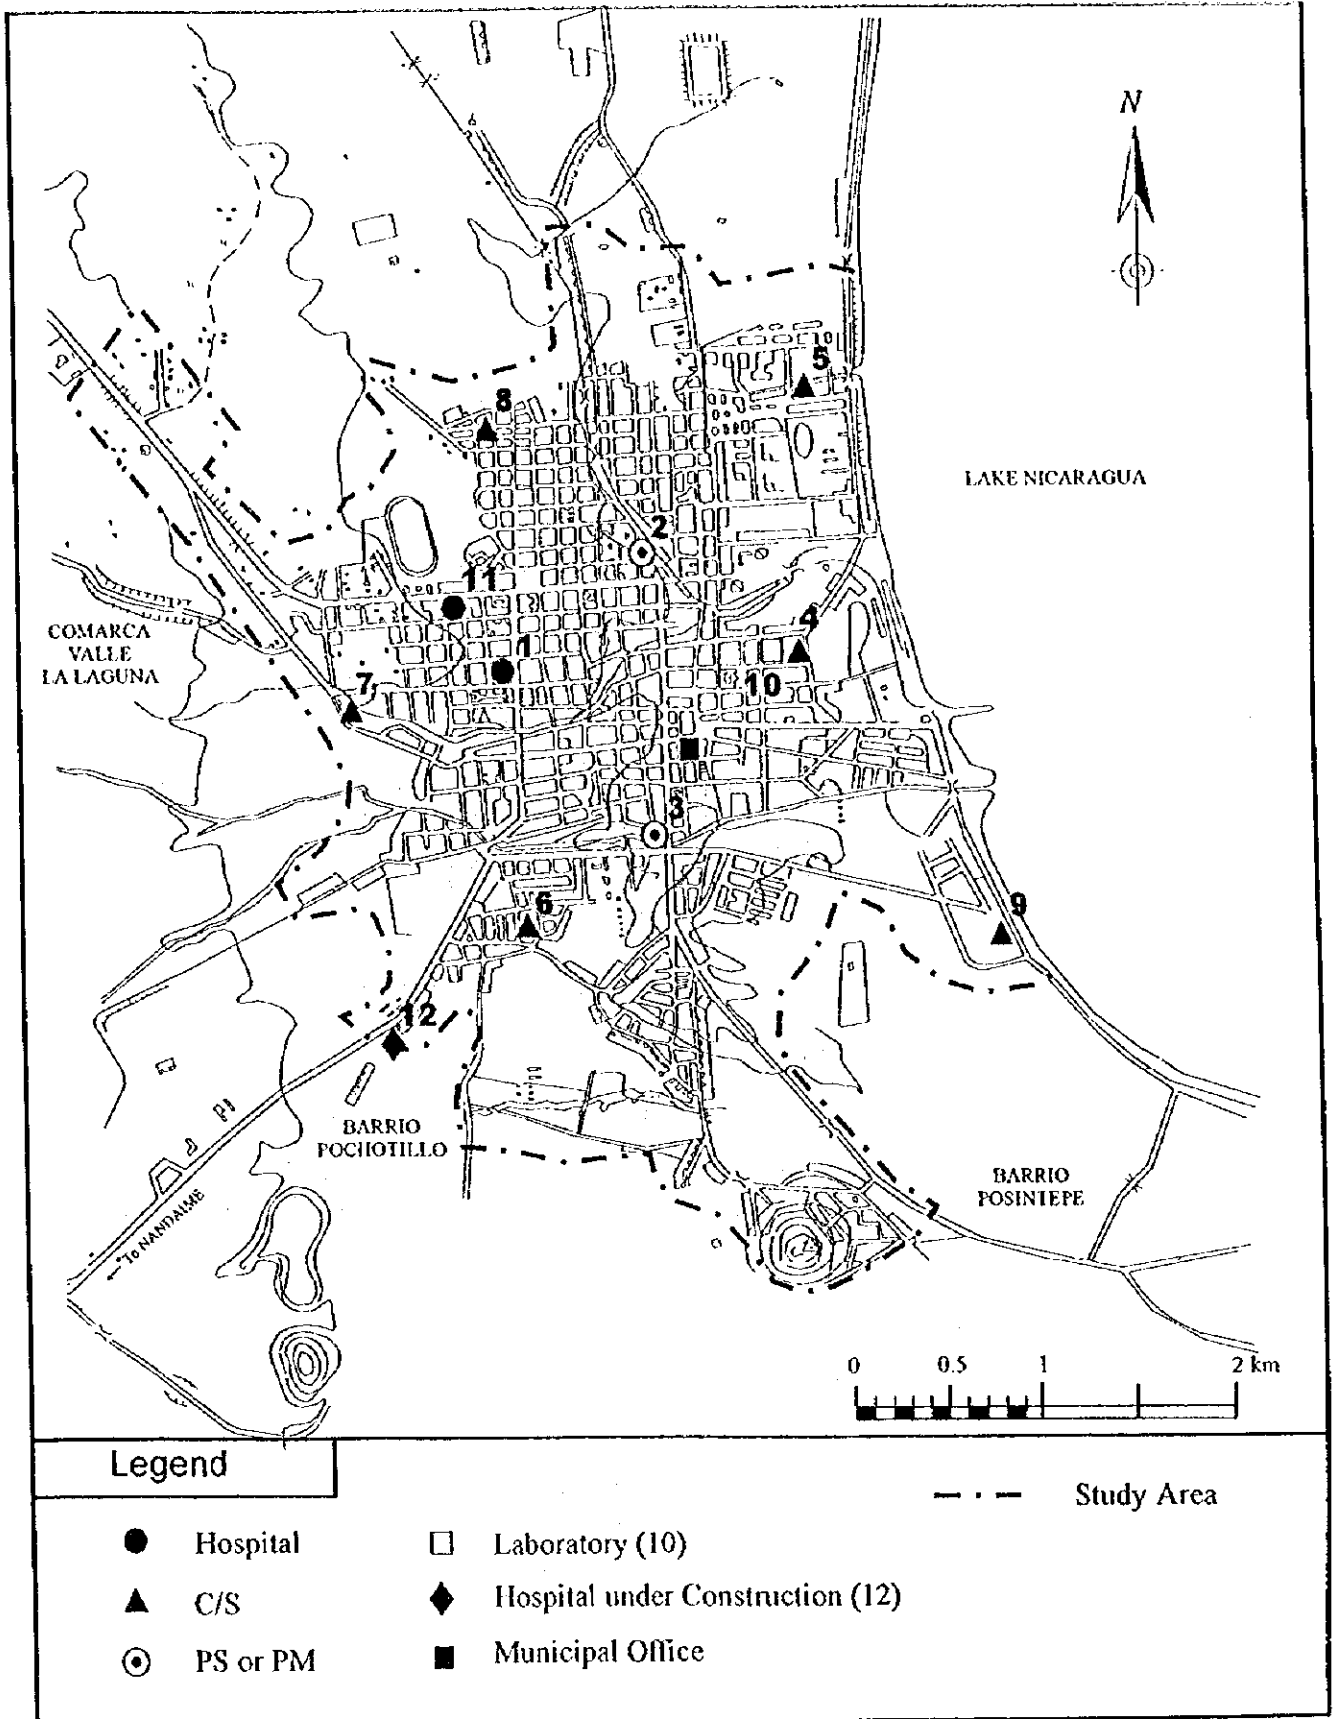 N
5
8
LAKE NICARAGUA
2
11
4
COMARCA
VALLE
LA LAGUNA
1
7
10
3
6
9
12
BARRIO
POCHOTILLO
BARRIO
POSINTEPE
To NANDAIME
0 0.5 1 2 km
Legend
Study Area
Hospital
Laboratory (10)
C/S
Hospital under Construction (12)
PS or PM
Municipal Office